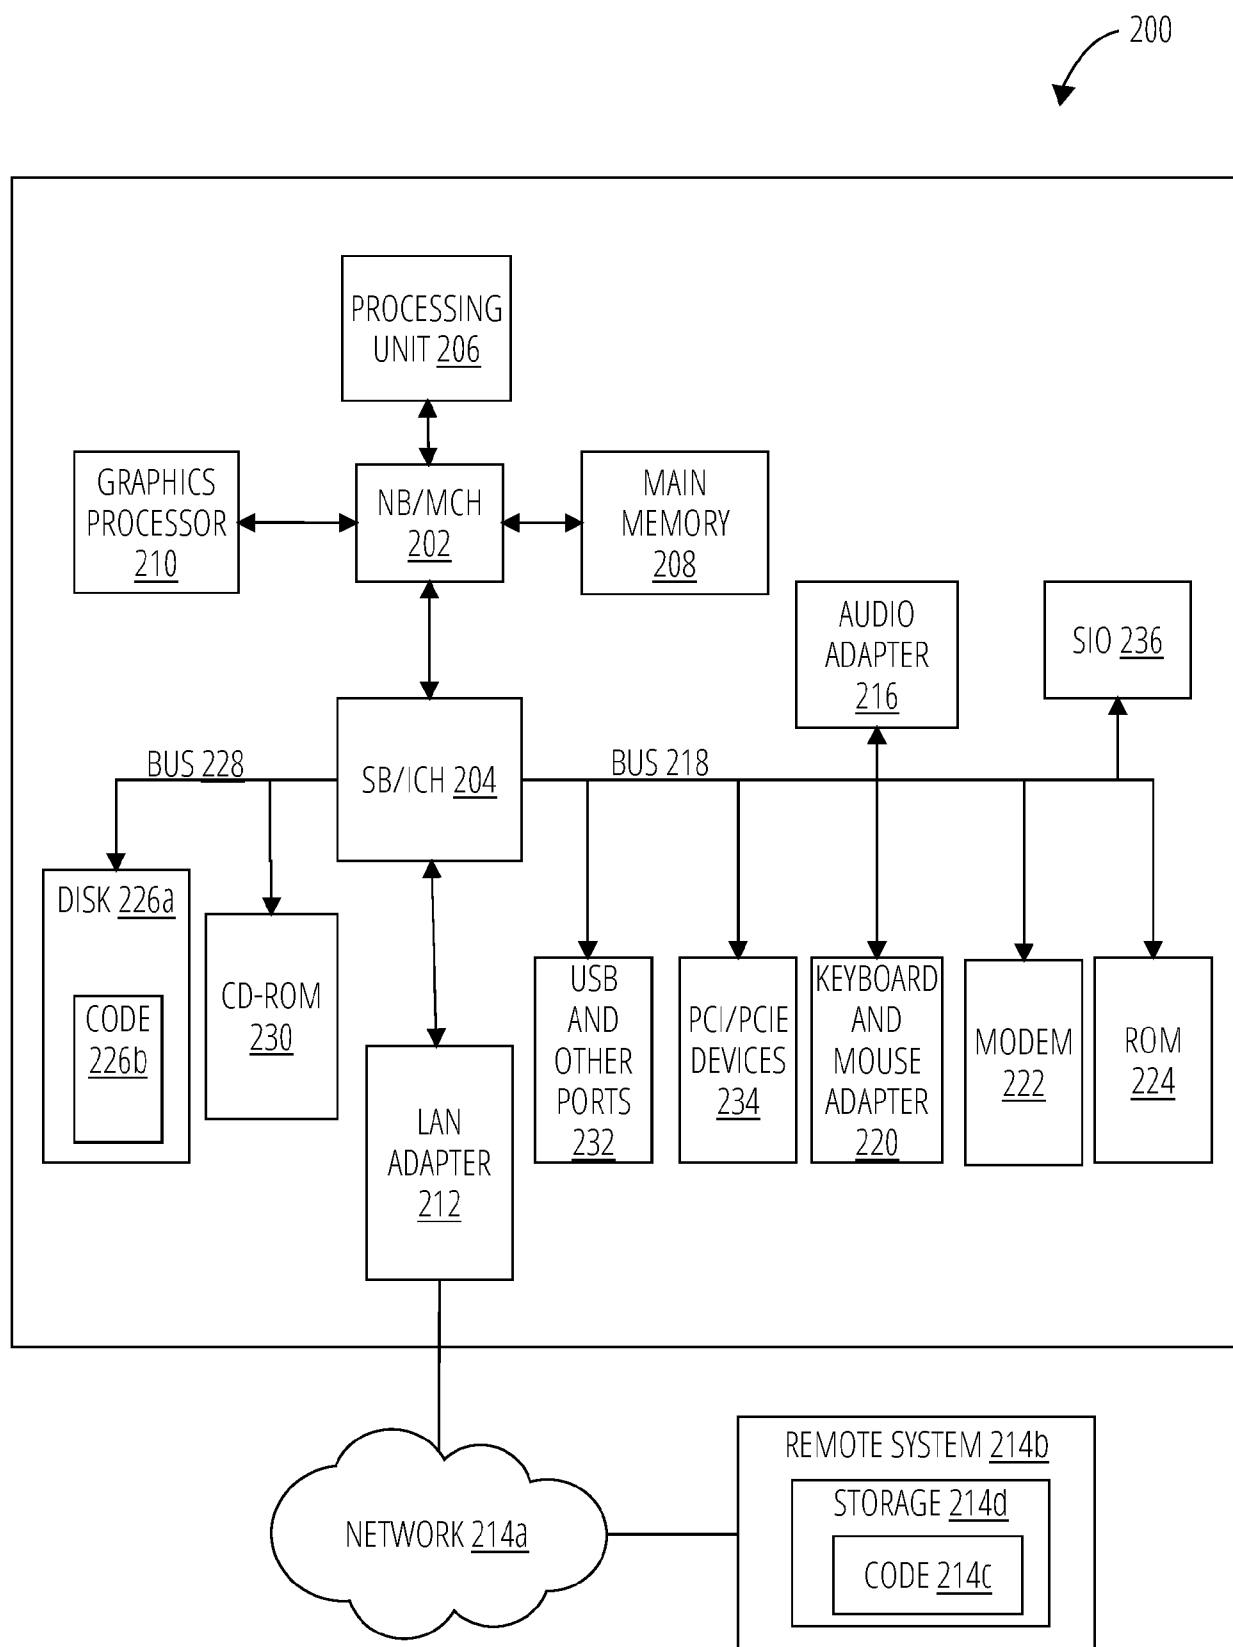 200
PROCESSING
UNIT 206
GRAPHICS
PROCESSOR
210
NB/MCH
202
MAIN
MEMORY
208
AUDIO
ADAPTER
216
SIO 236
BUS 228
SB/ICH 204
BUS 218
DISK 226a
CODE
226b
CD-ROM
230
LAN
ADAPTER
212
USB
AND
OTHER
PORTS
232
PCI/PCIE
DEVICES
234
KEYBOARD
AND
MOUSE
ADAPTER
220
MODEM
222
ROM
224
NETWORK 214a
REMOTE SYSTEM 214b
STORAGE 214d
CODE 214c